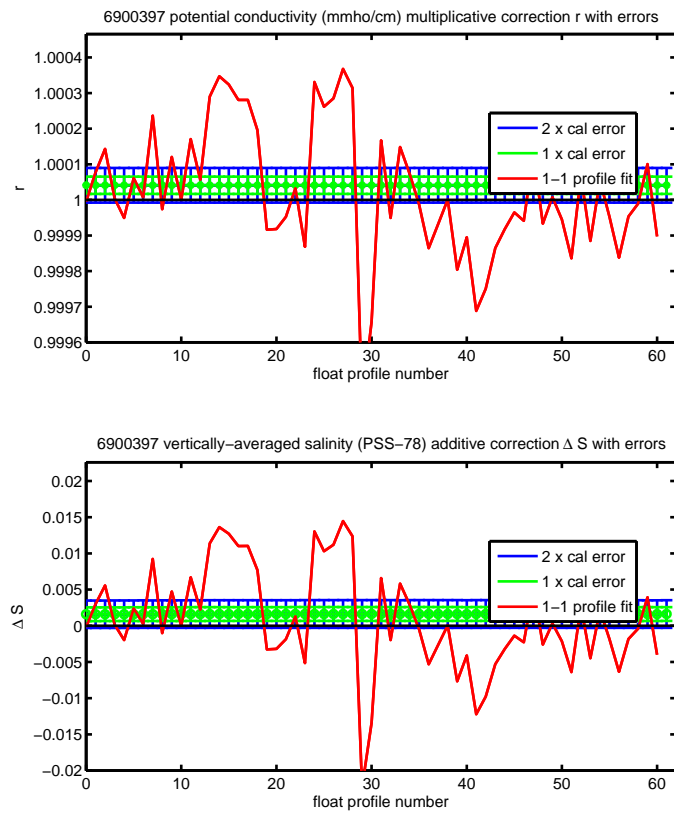 6900397 potential conductivity (mmho/cm) multiplicative correction r with errors
1.0004
1.0003
1.0002
1.0001
1
0.9999
0.9998
0.9997
0.9996
r
2 x cal error
1 x cal error
1−1 profile fit
0 10 20 30 40 50 60
float profile number
6900397 vertically−averaged salinity (PSS−78) additive correction Δ S with errors
0.02
0.015
0.01
0.005
0
−0.005
−0.01
−0.015
−0.02
Δ S
2 x cal error
1 x cal error
1−1 profile fit
0 10 20 30 40 50 60
float profile number